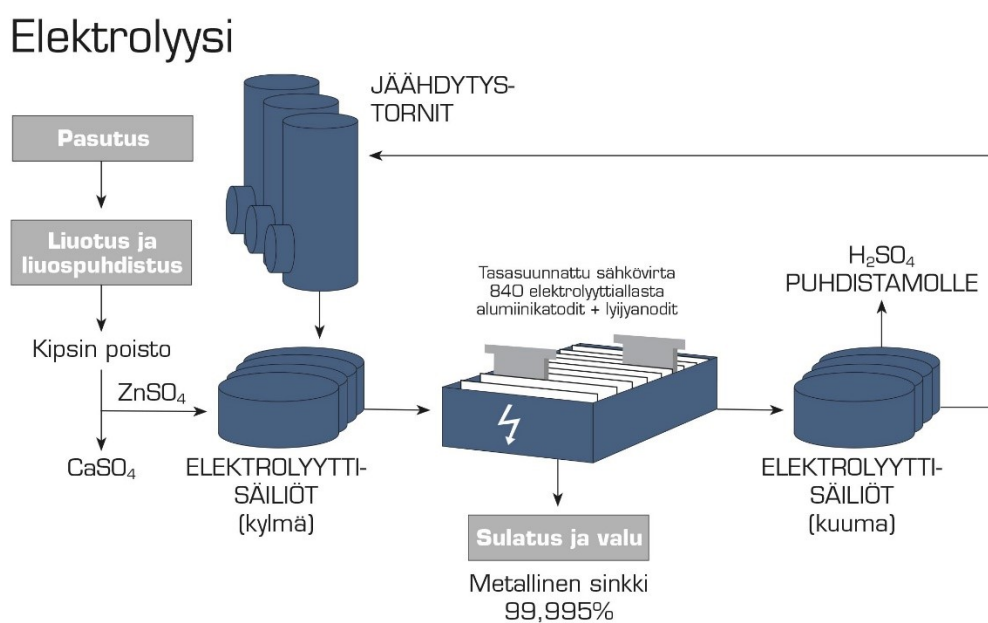 Elektrolyysi
JÄÄHDYTYS-
TORNIT
Pasutus
Liuotus ja
liuospuhdistus
Kipsin poisto
ZnSO₄
CaSO₄
ELEKTROLYYTTI-
SÄILIÖT
(kylmä)
Tasasuunnattu sähkövirta
840 elektrolyyttiallasta
alumiinikatodit + lyijyanodit
Sulatus ja valu
Metallinen sinkki
99,995%
H₂SO₄
PUHDISTAMOLLE
ELEKTROLYYTTI-
SÄILIÖT
(kuuma)